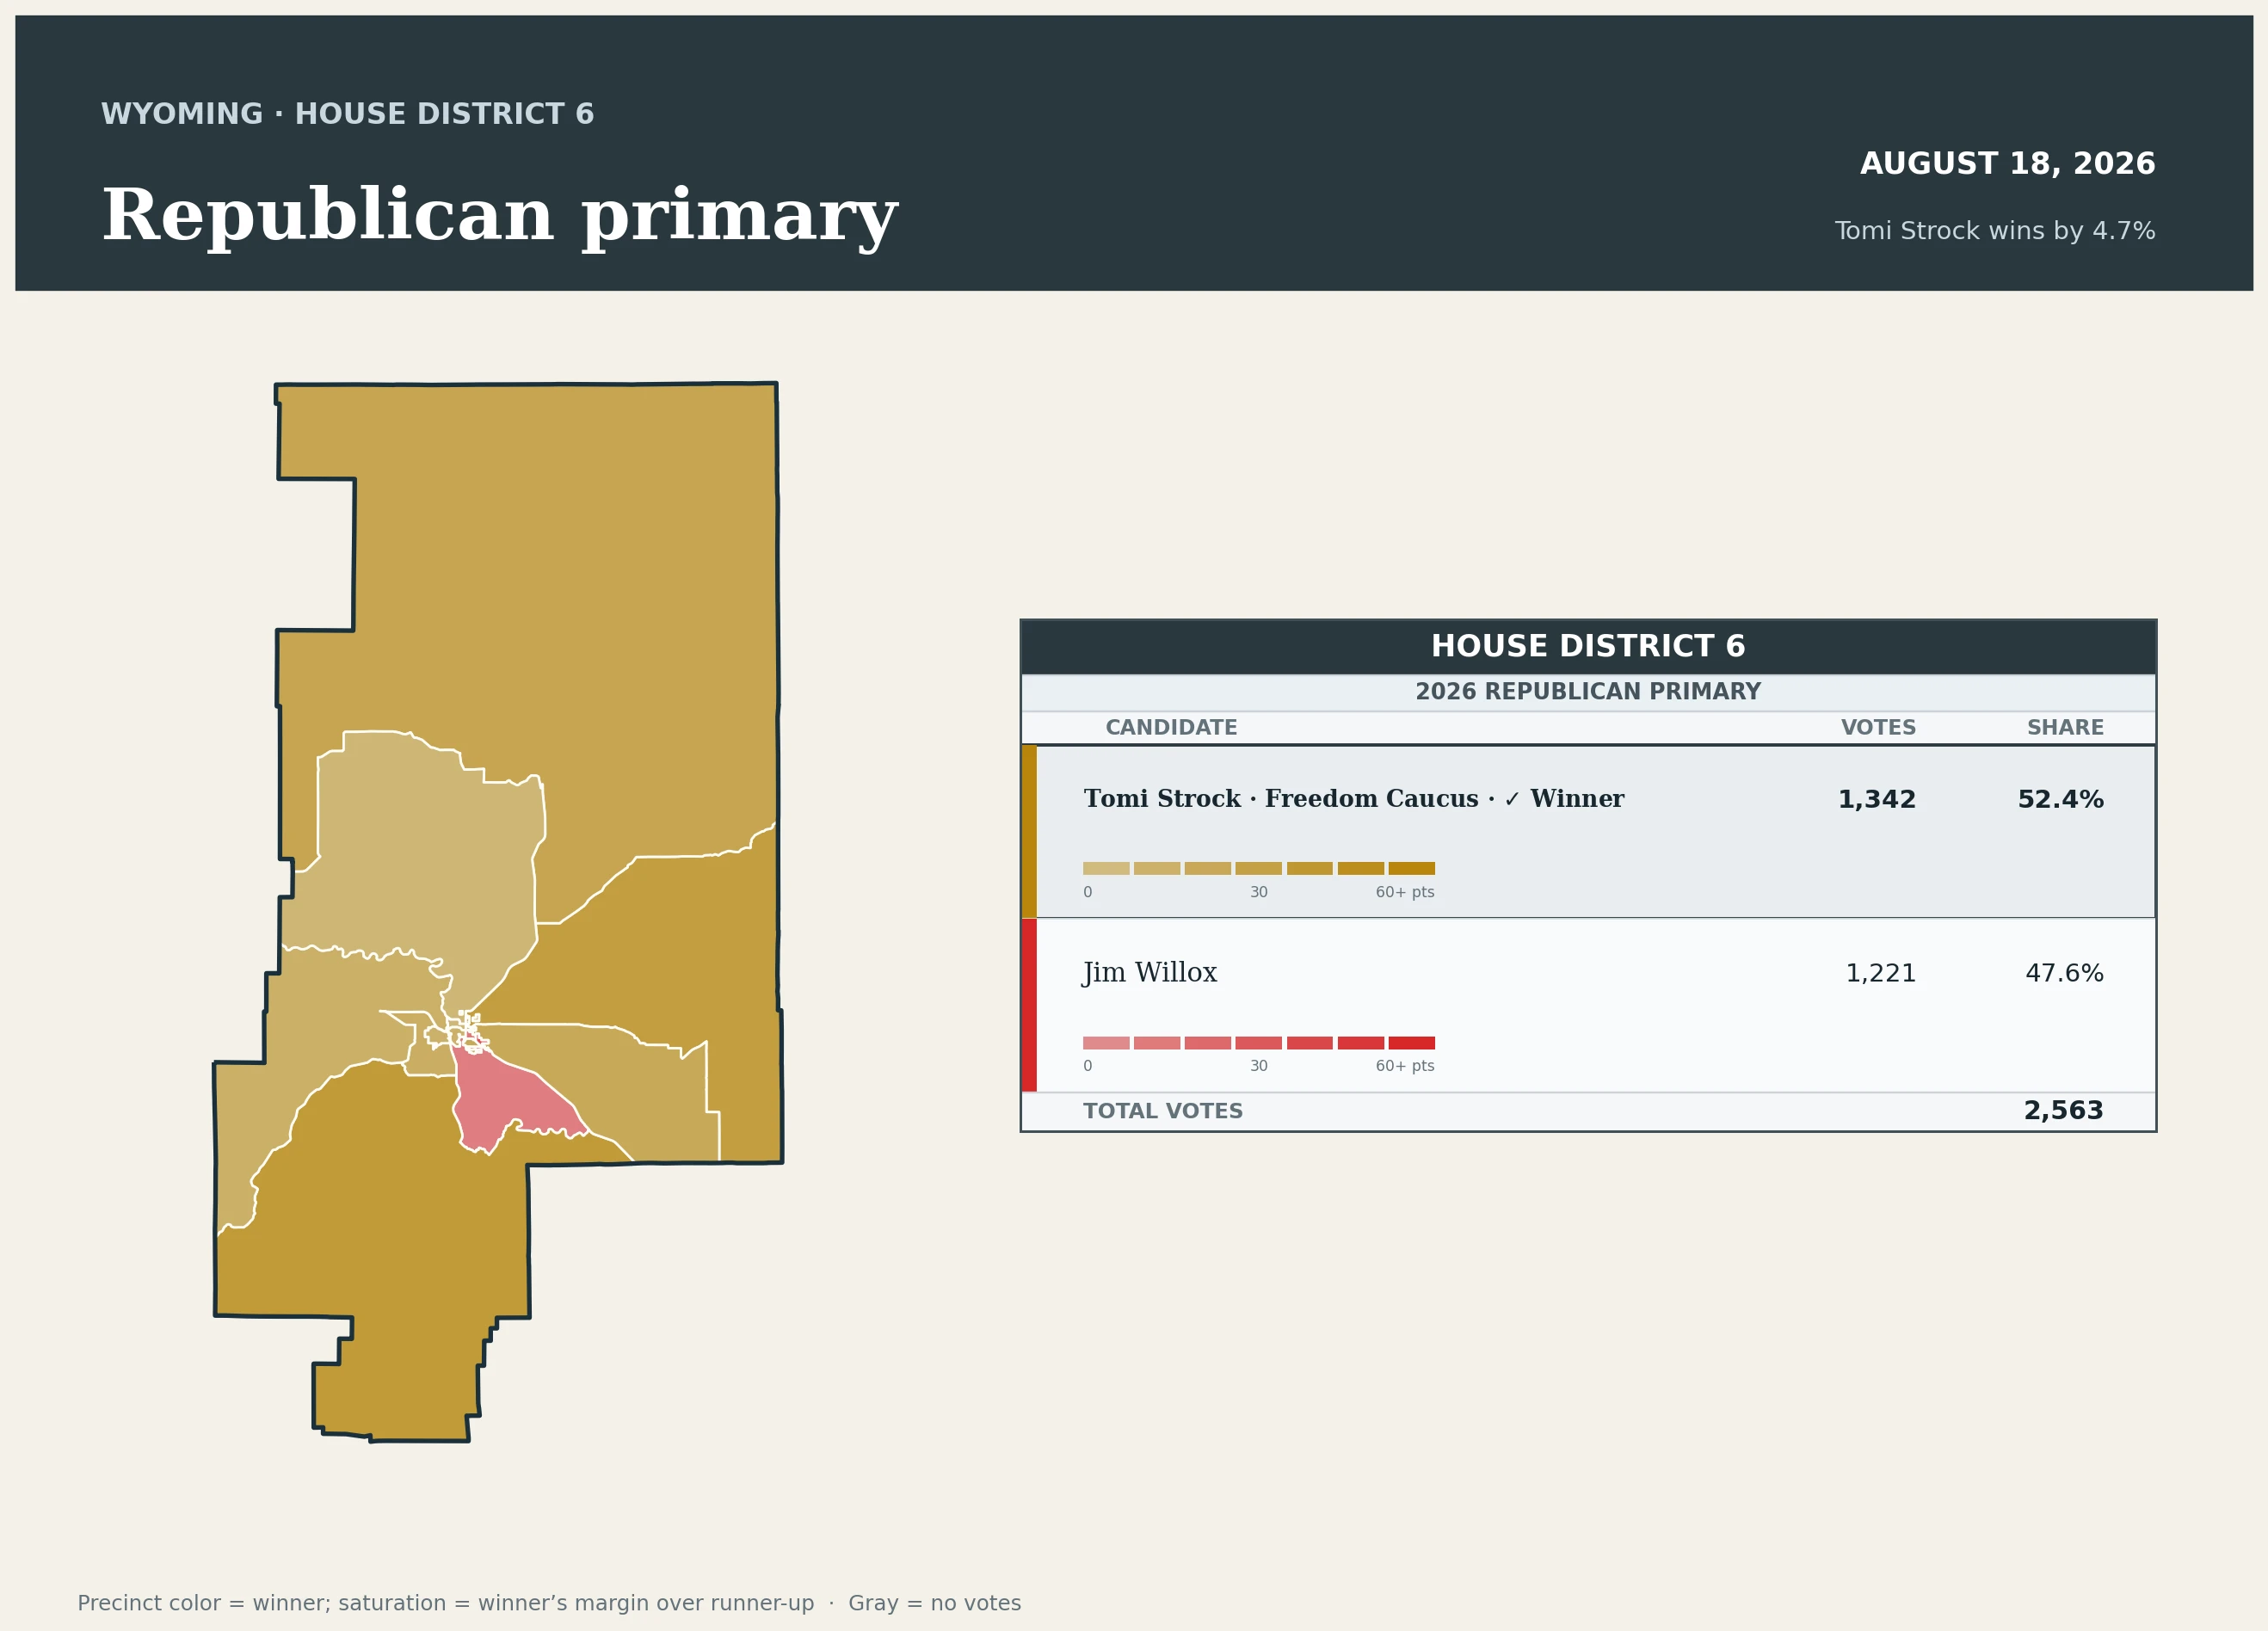 WYOMING · HOUSE DISTRICT 6
Republican primary
AUGUST 18, 2026
Tomi Strock wins by 4.7%
HOUSE DISTRICT 6
2026 REPUBLICAN PRIMARY
CANDIDATE VOTES SHARE
Tomi Strock · Freedom Caucus · ✓ Winner 1,342 52.4%
0 30 60+ pts
Jim Willox 1,221 47.6%
0 30 60+ pts
TOTAL VOTES 2,563
Precinct color = winner; saturation = winner’s margin over runner-up · Gray = no votes